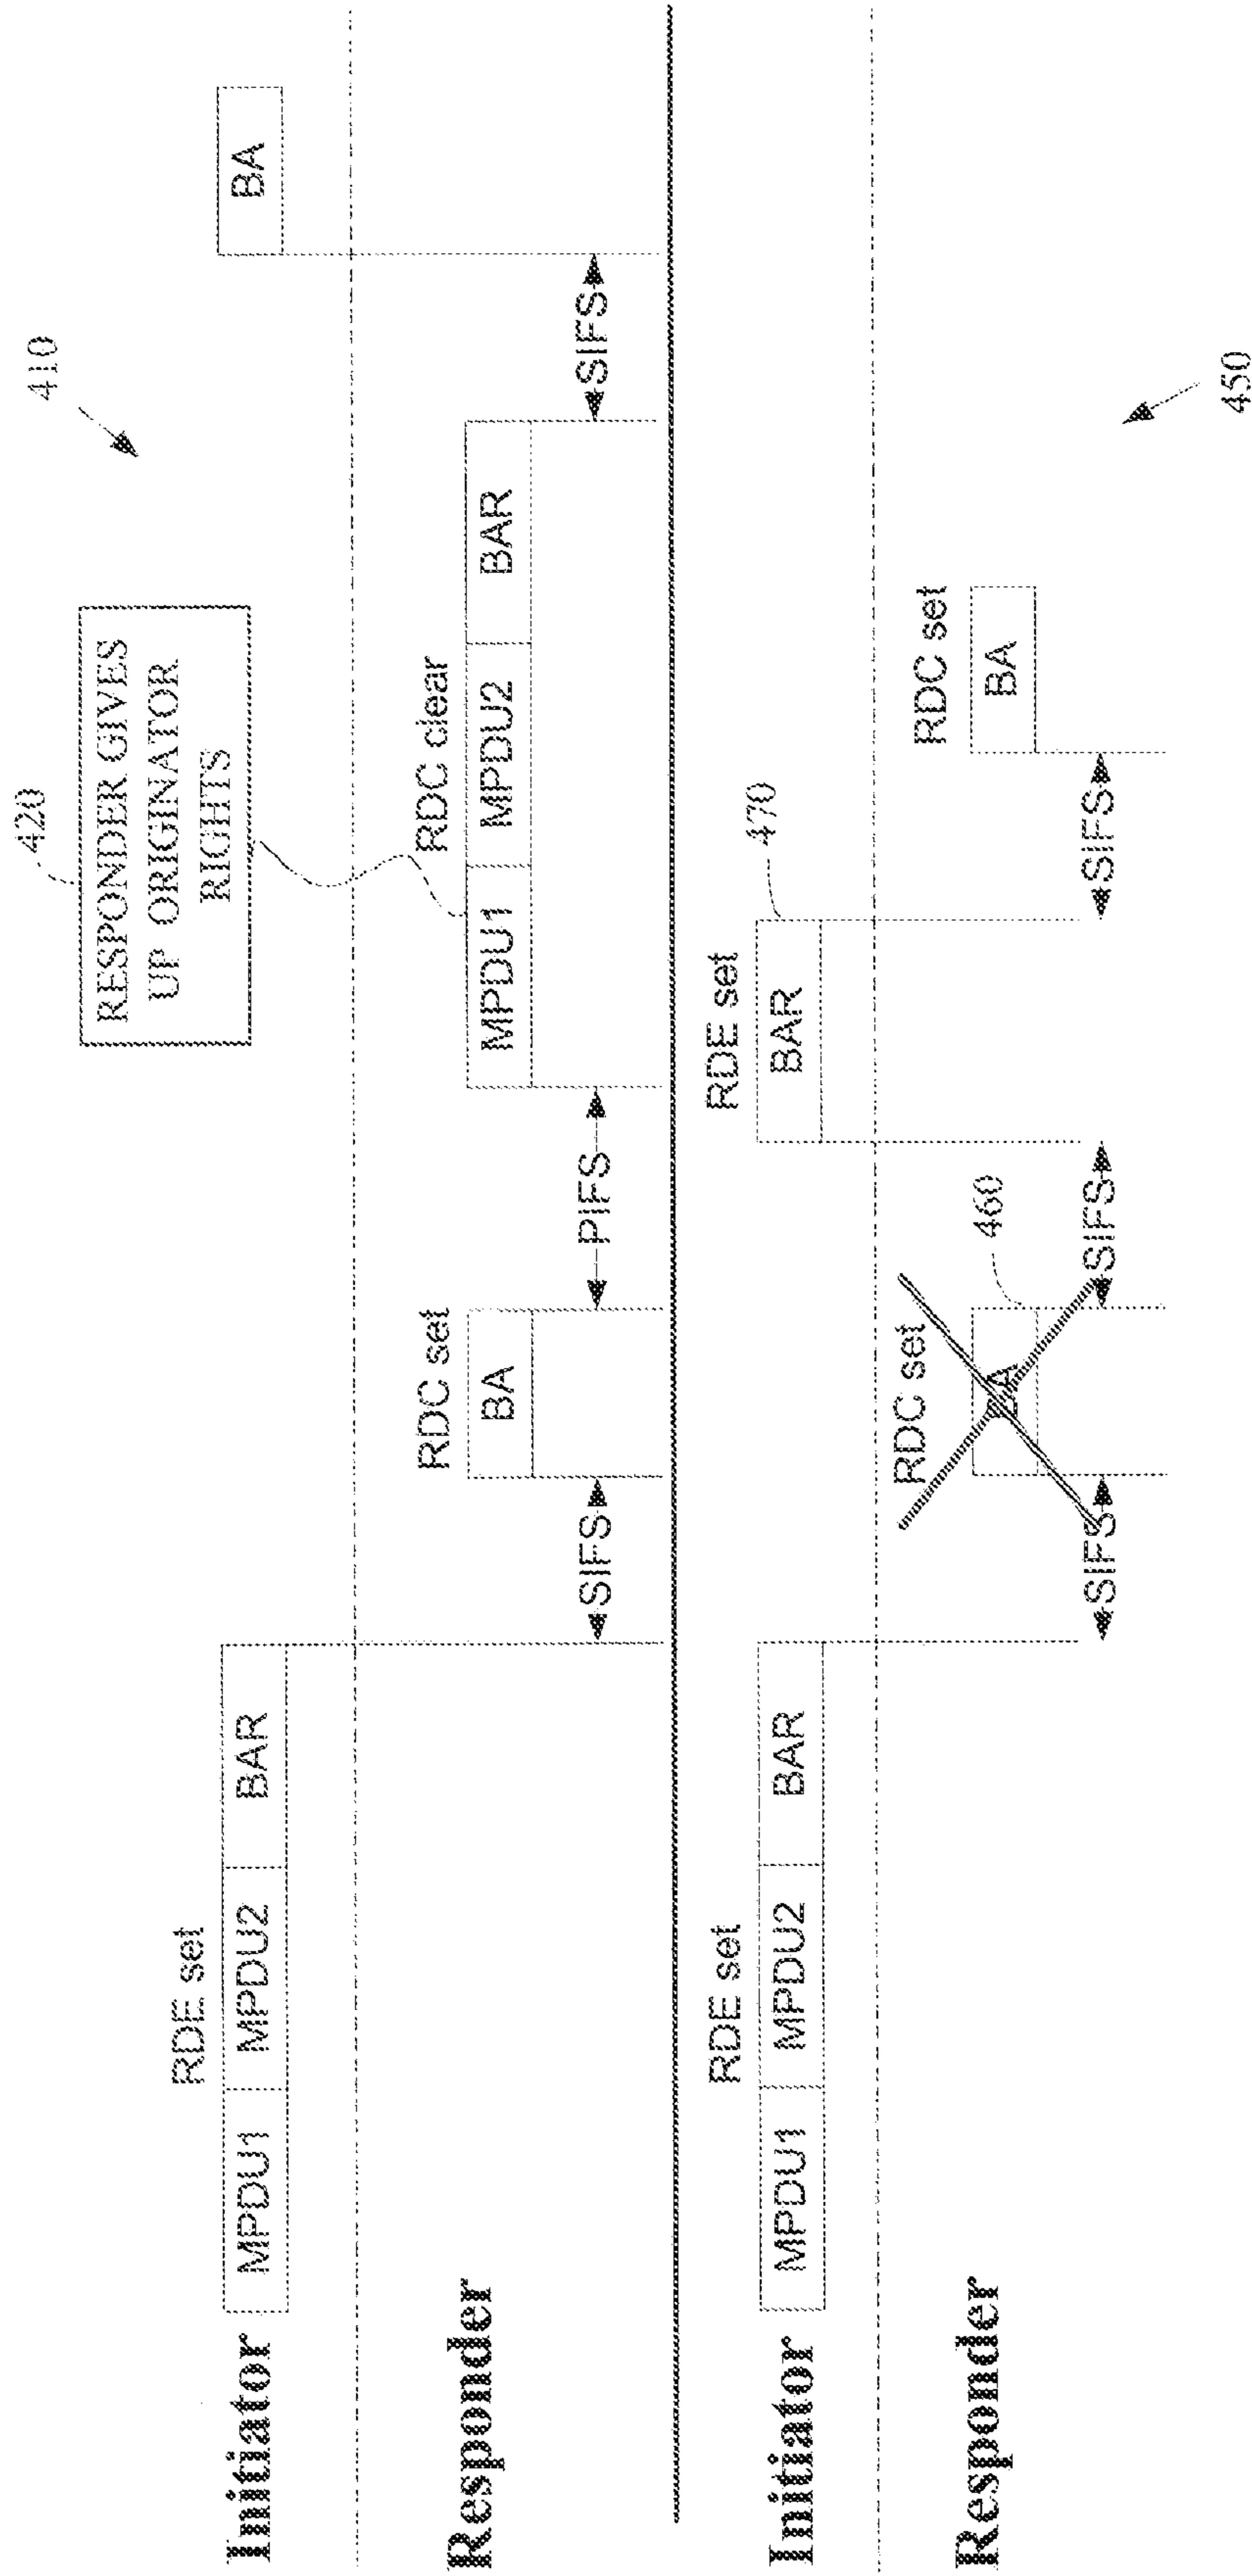 410
420
RESPONDER GIVES
UP ORIGINATOR
RIGHTS
Initiator
RDE set
MPDU1 MPDU2 BAR
BA
Responder
SIFS
RDC set
BA
PIFS
RDC clear
MPDU1 MPDU2 BAR
SIFS
Initiator
RDE set
MPDU1 MPDU2 BAR
RDE set
BAR
470
Responder
SIFS
RDC set
BA
460
SIFS
SIFS
RDC set
BA
450